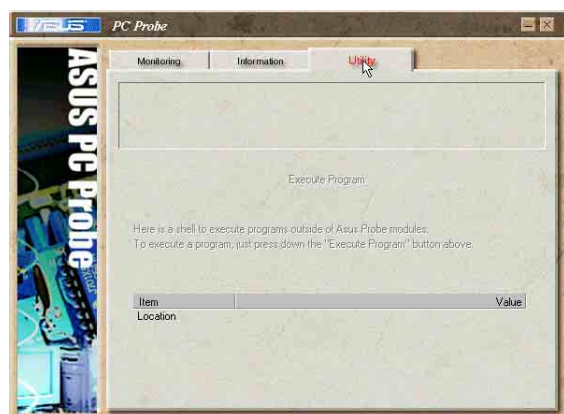 ASUS PC Probe
Monitoring Information Utility
Execute Program
Here is a shell to execute programs outside of Asus Probe modules.
To execute a program, just press down the "Execute Program" button above.
Item Value
Location
ASUS PC Probe